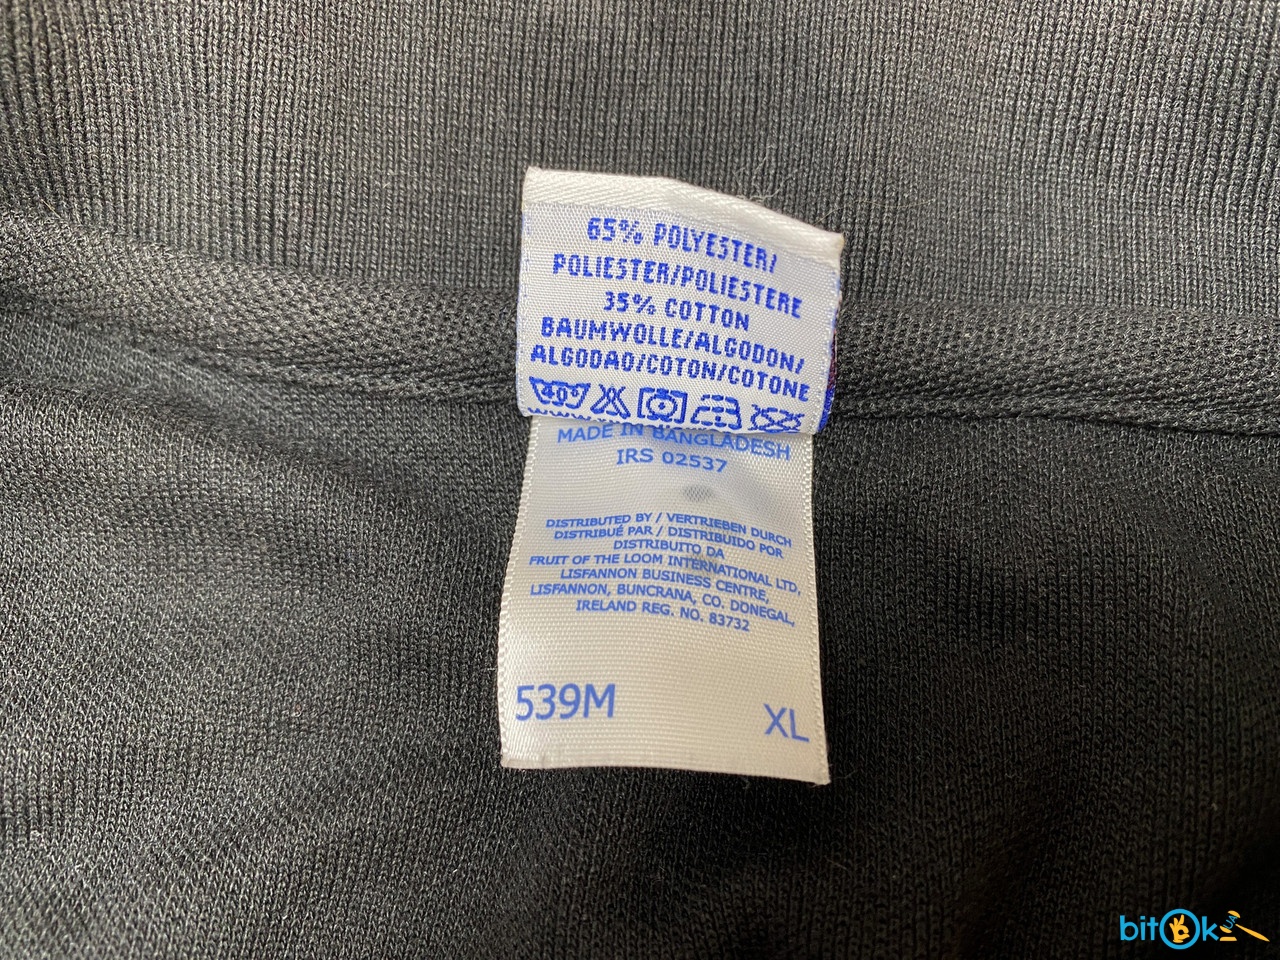 65% POLYESTER/
POLIESTER/POLIESTERE
35% COTTON
BAUMWOLLE/ALGODON/
ALGODAO/COTON/COTONE
40°
MADE IN BANGLADESH
IRS 02537
DISTRIBUTED BY / VERTRIEBEN DURCH
DISTRIBUÉ PAR / DISTRIBUIDO POR
DISTRIBUITO DA
FRUIT OF THE LOOM INTERNATIONAL LTD,
LISFANNON BUSINESS CENTRE,
LISFANNON, BUNCRANA, CO. DONEGAL,
IRELAND REG. NO. 83732
539M
XL
bitOk UA